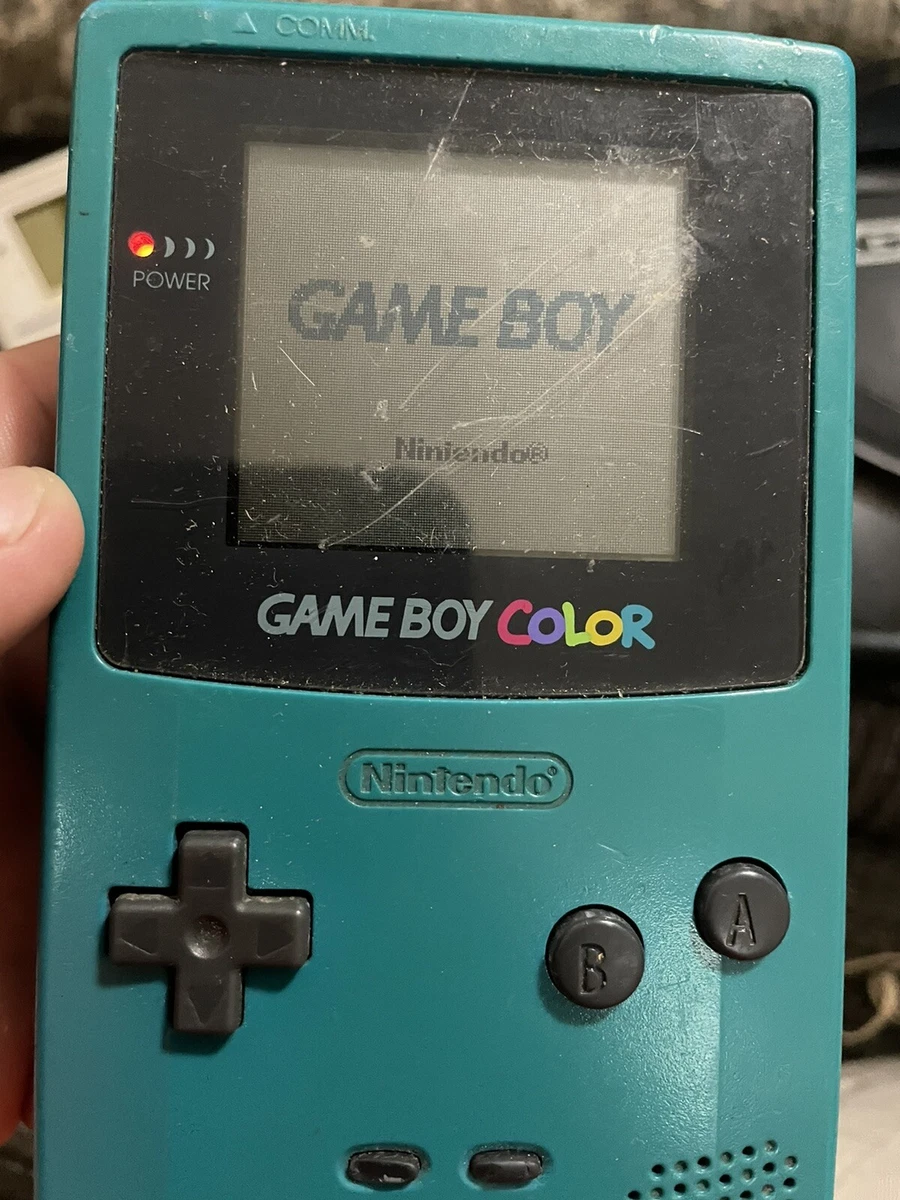 △ COMM.
POWER
GAME BOY
Nintendo®
GAME BOY COLOR
Nintendo®
A
B